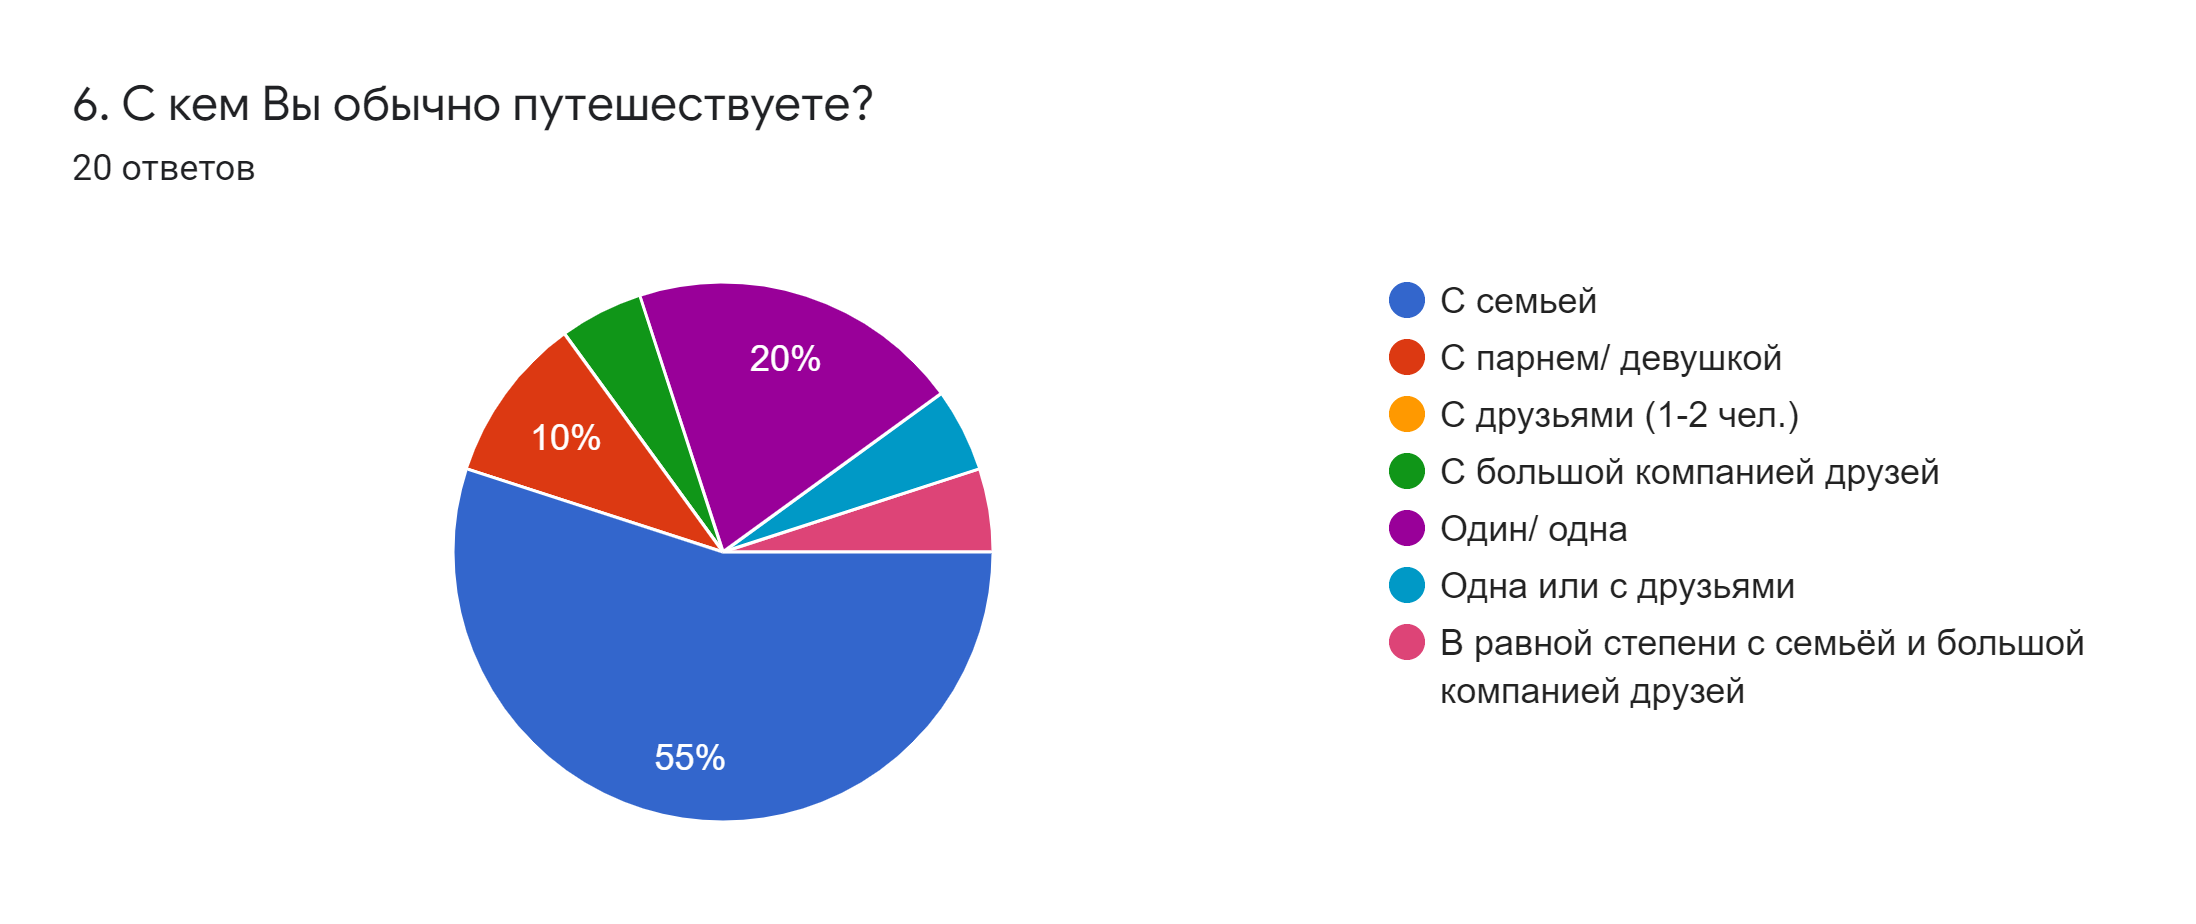 6. С кем Вы обычно путешествуете?
20 ответов
20%
10%
55%
С семьей
С парнем/ девушкой
С друзьями (1-2 чел.)
С большой компанией друзей
Один/ одна
Одна или с друзьями
В равной степени с семьёй и большой
компанией друзей